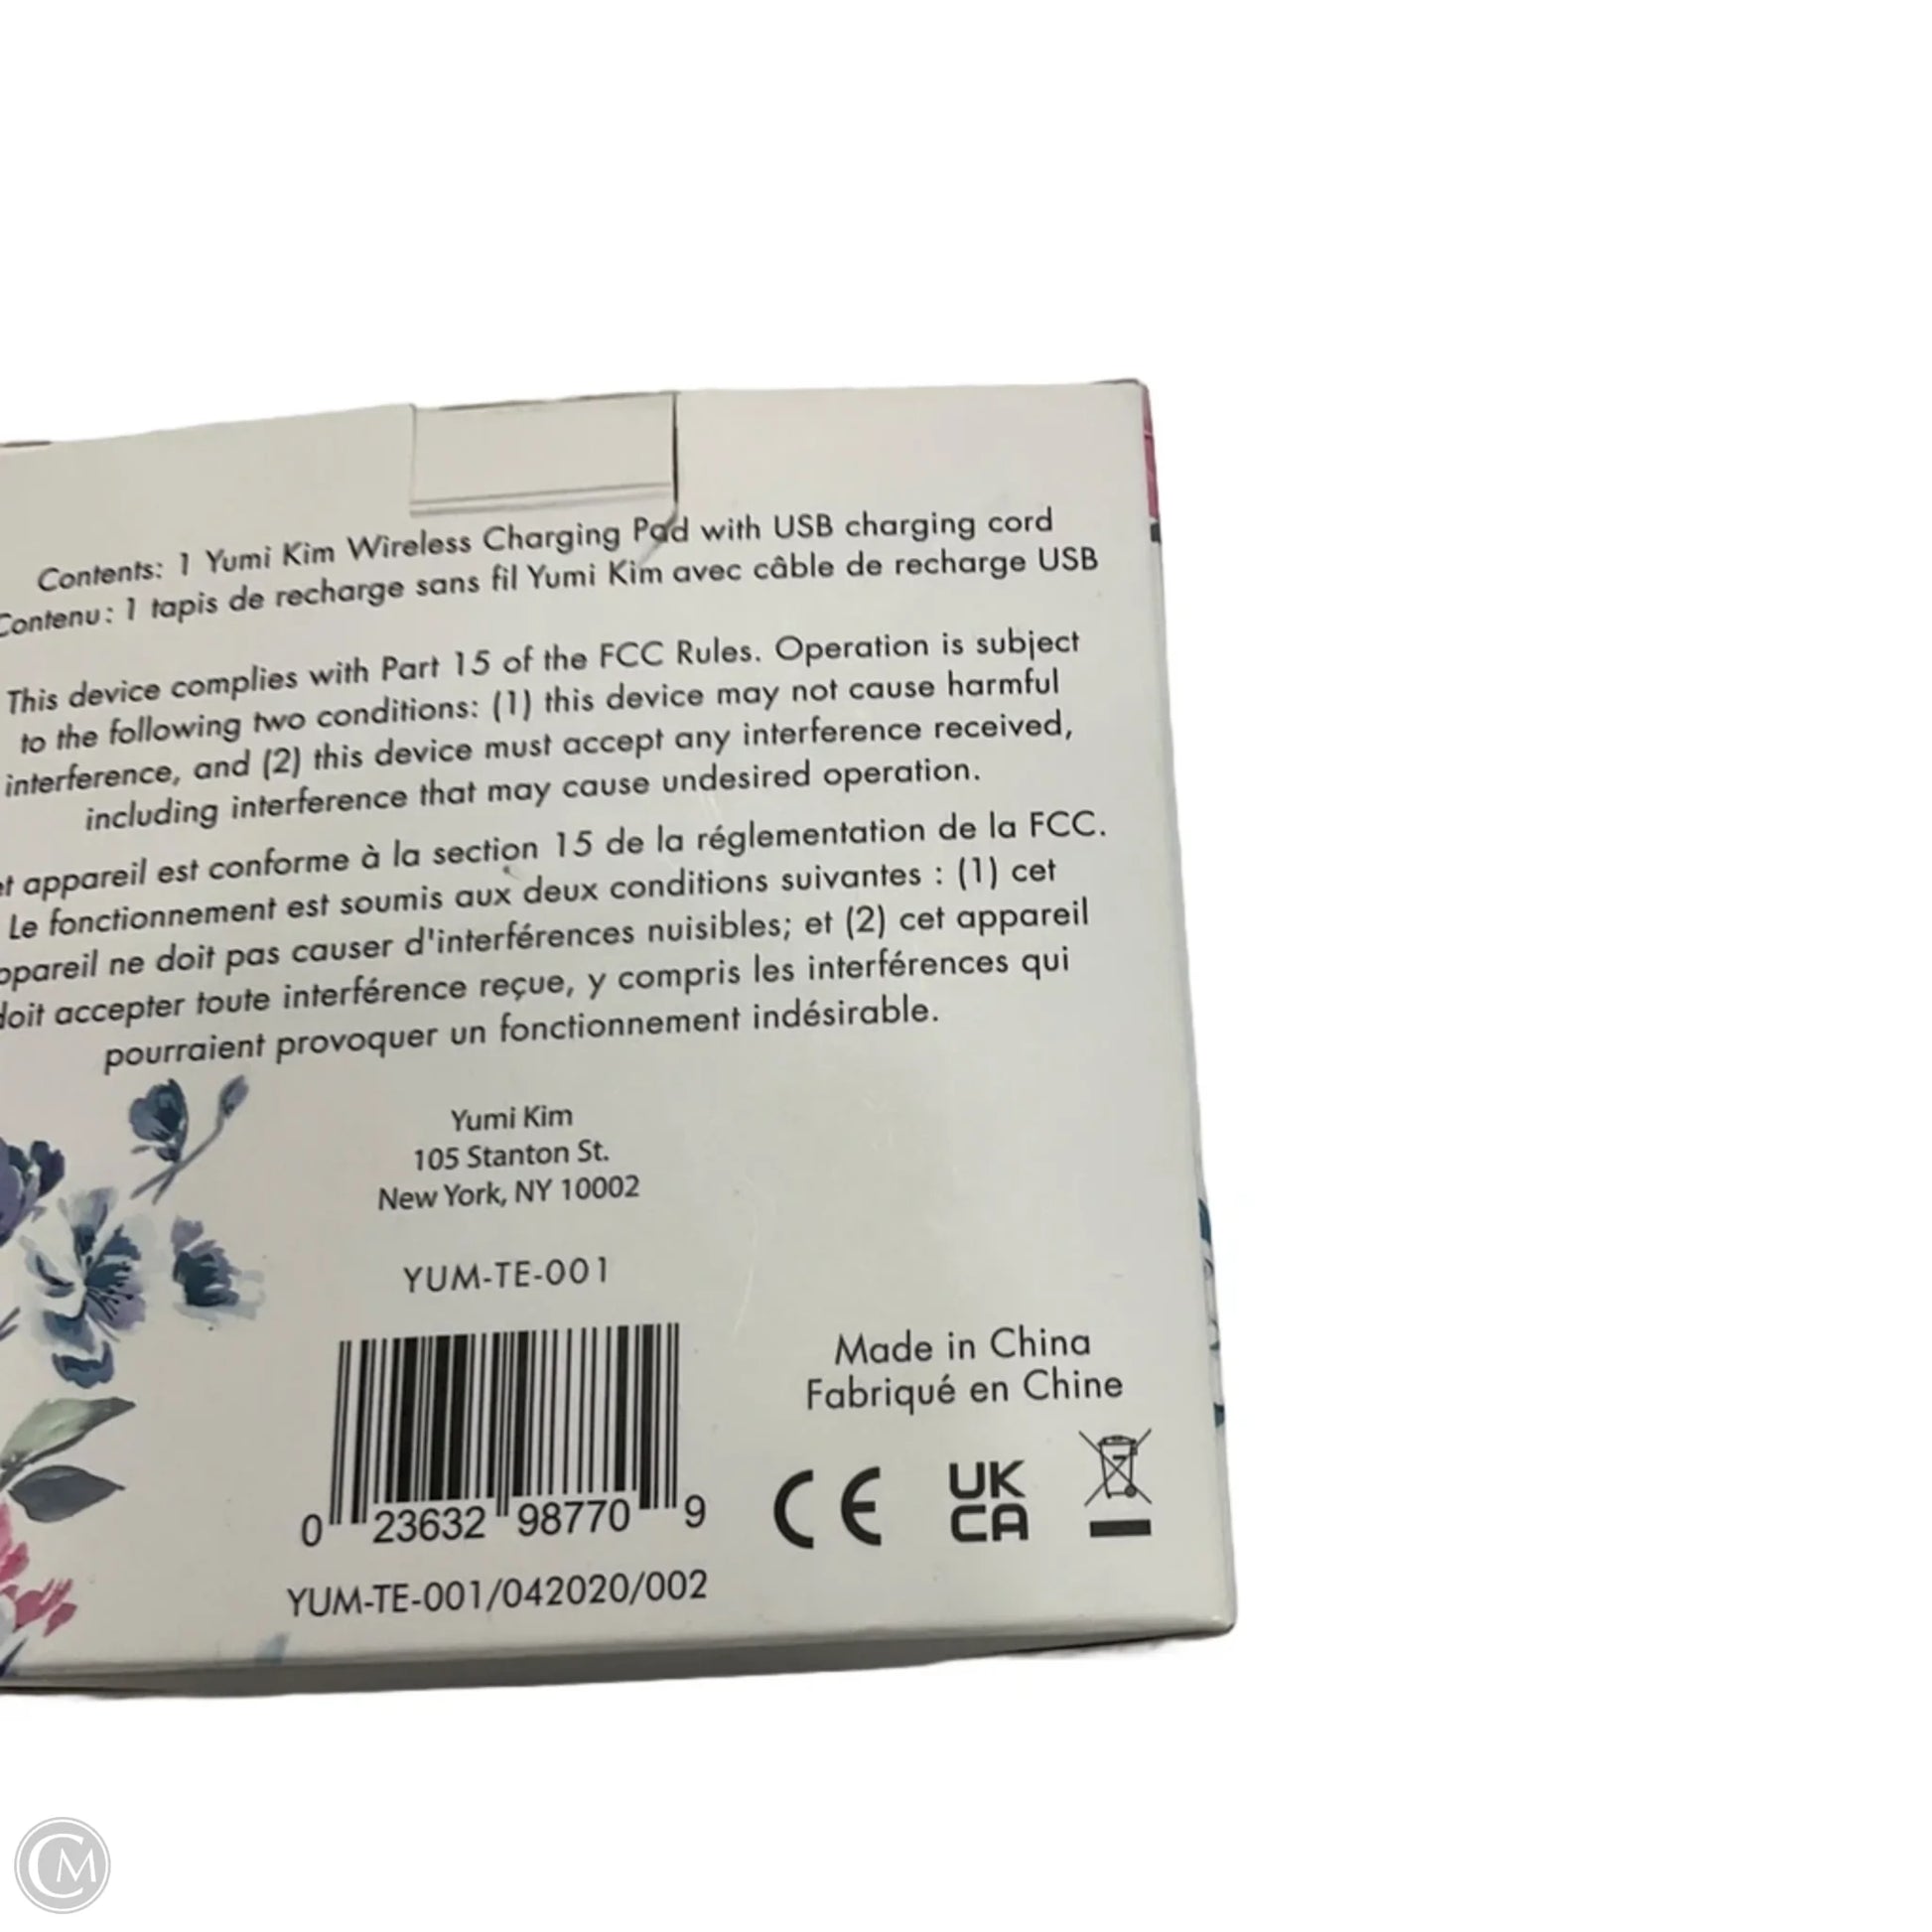 Contents: 1 Yumi Kim Wireless Charging Pad with USB charging cord
Contenu : 1 tapis de recharge sans fil Yumi Kim avec câble de recharge USB
This device complies with Part 15 of the FCC Rules. Operation is subject
to the following two conditions: (1) this device may not cause harmful
interference, and (2) this device must accept any interference received,
including interference that may cause undesired operation.
appareil est conforme à la section 15 de la réglementation de la FCC.
Le fonctionnement est soumis aux deux conditions suivantes : (1) cet
ppareil ne doit pas causer d'interférences nuisibles; et (2) cet appareil
doit accepter toute interférence reçue, y compris les interférences qui
pourraient provoquer un fonctionnement indésirable.
Yumi Kim
105 Stanton St.
New York, NY 10002
YUM-TE-001
Made in China
Fabriqué en Chine
0 23632 98770 9
CE
UK
CA
YUM-TE-001/042020/002
CM